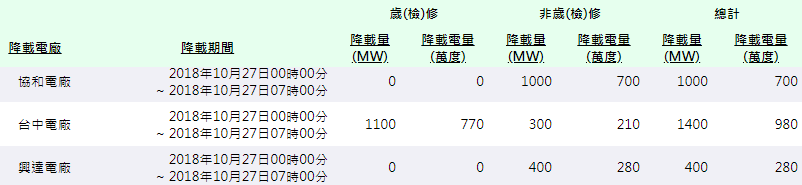 歲(檢)修 非歲(檢)修 總計
降載電廠 降載期間 降載量 降載電量 降載量 降載電量 降載量 降載電量
(MW) (萬度) (MW) (萬度) (MW) (萬度)
協和電廠 2018年10月27日00時00分 0 0 1000 700 1000 700
~ 2018年10月27日07時00分
台中電廠 2018年10月27日00時00分 1100 770 300 210 1400 980
~ 2018年10月27日07時00分
興達電廠 2018年10月27日00時00分 0 0 400 280 400 280
~ 2018年10月27日07時00分